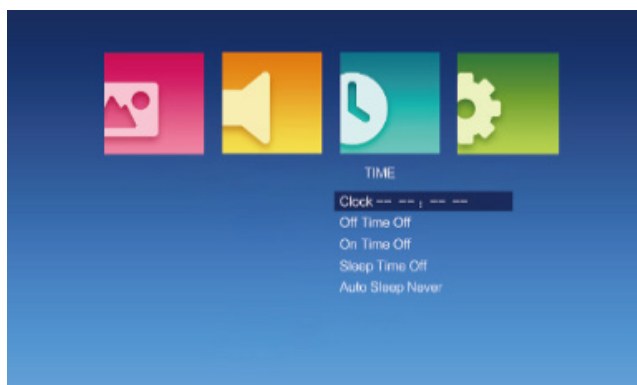 TIME
Clock -- -- : -- --
Off Time Off
On Time Off
Sleep Time Off
Auto Sleep Never